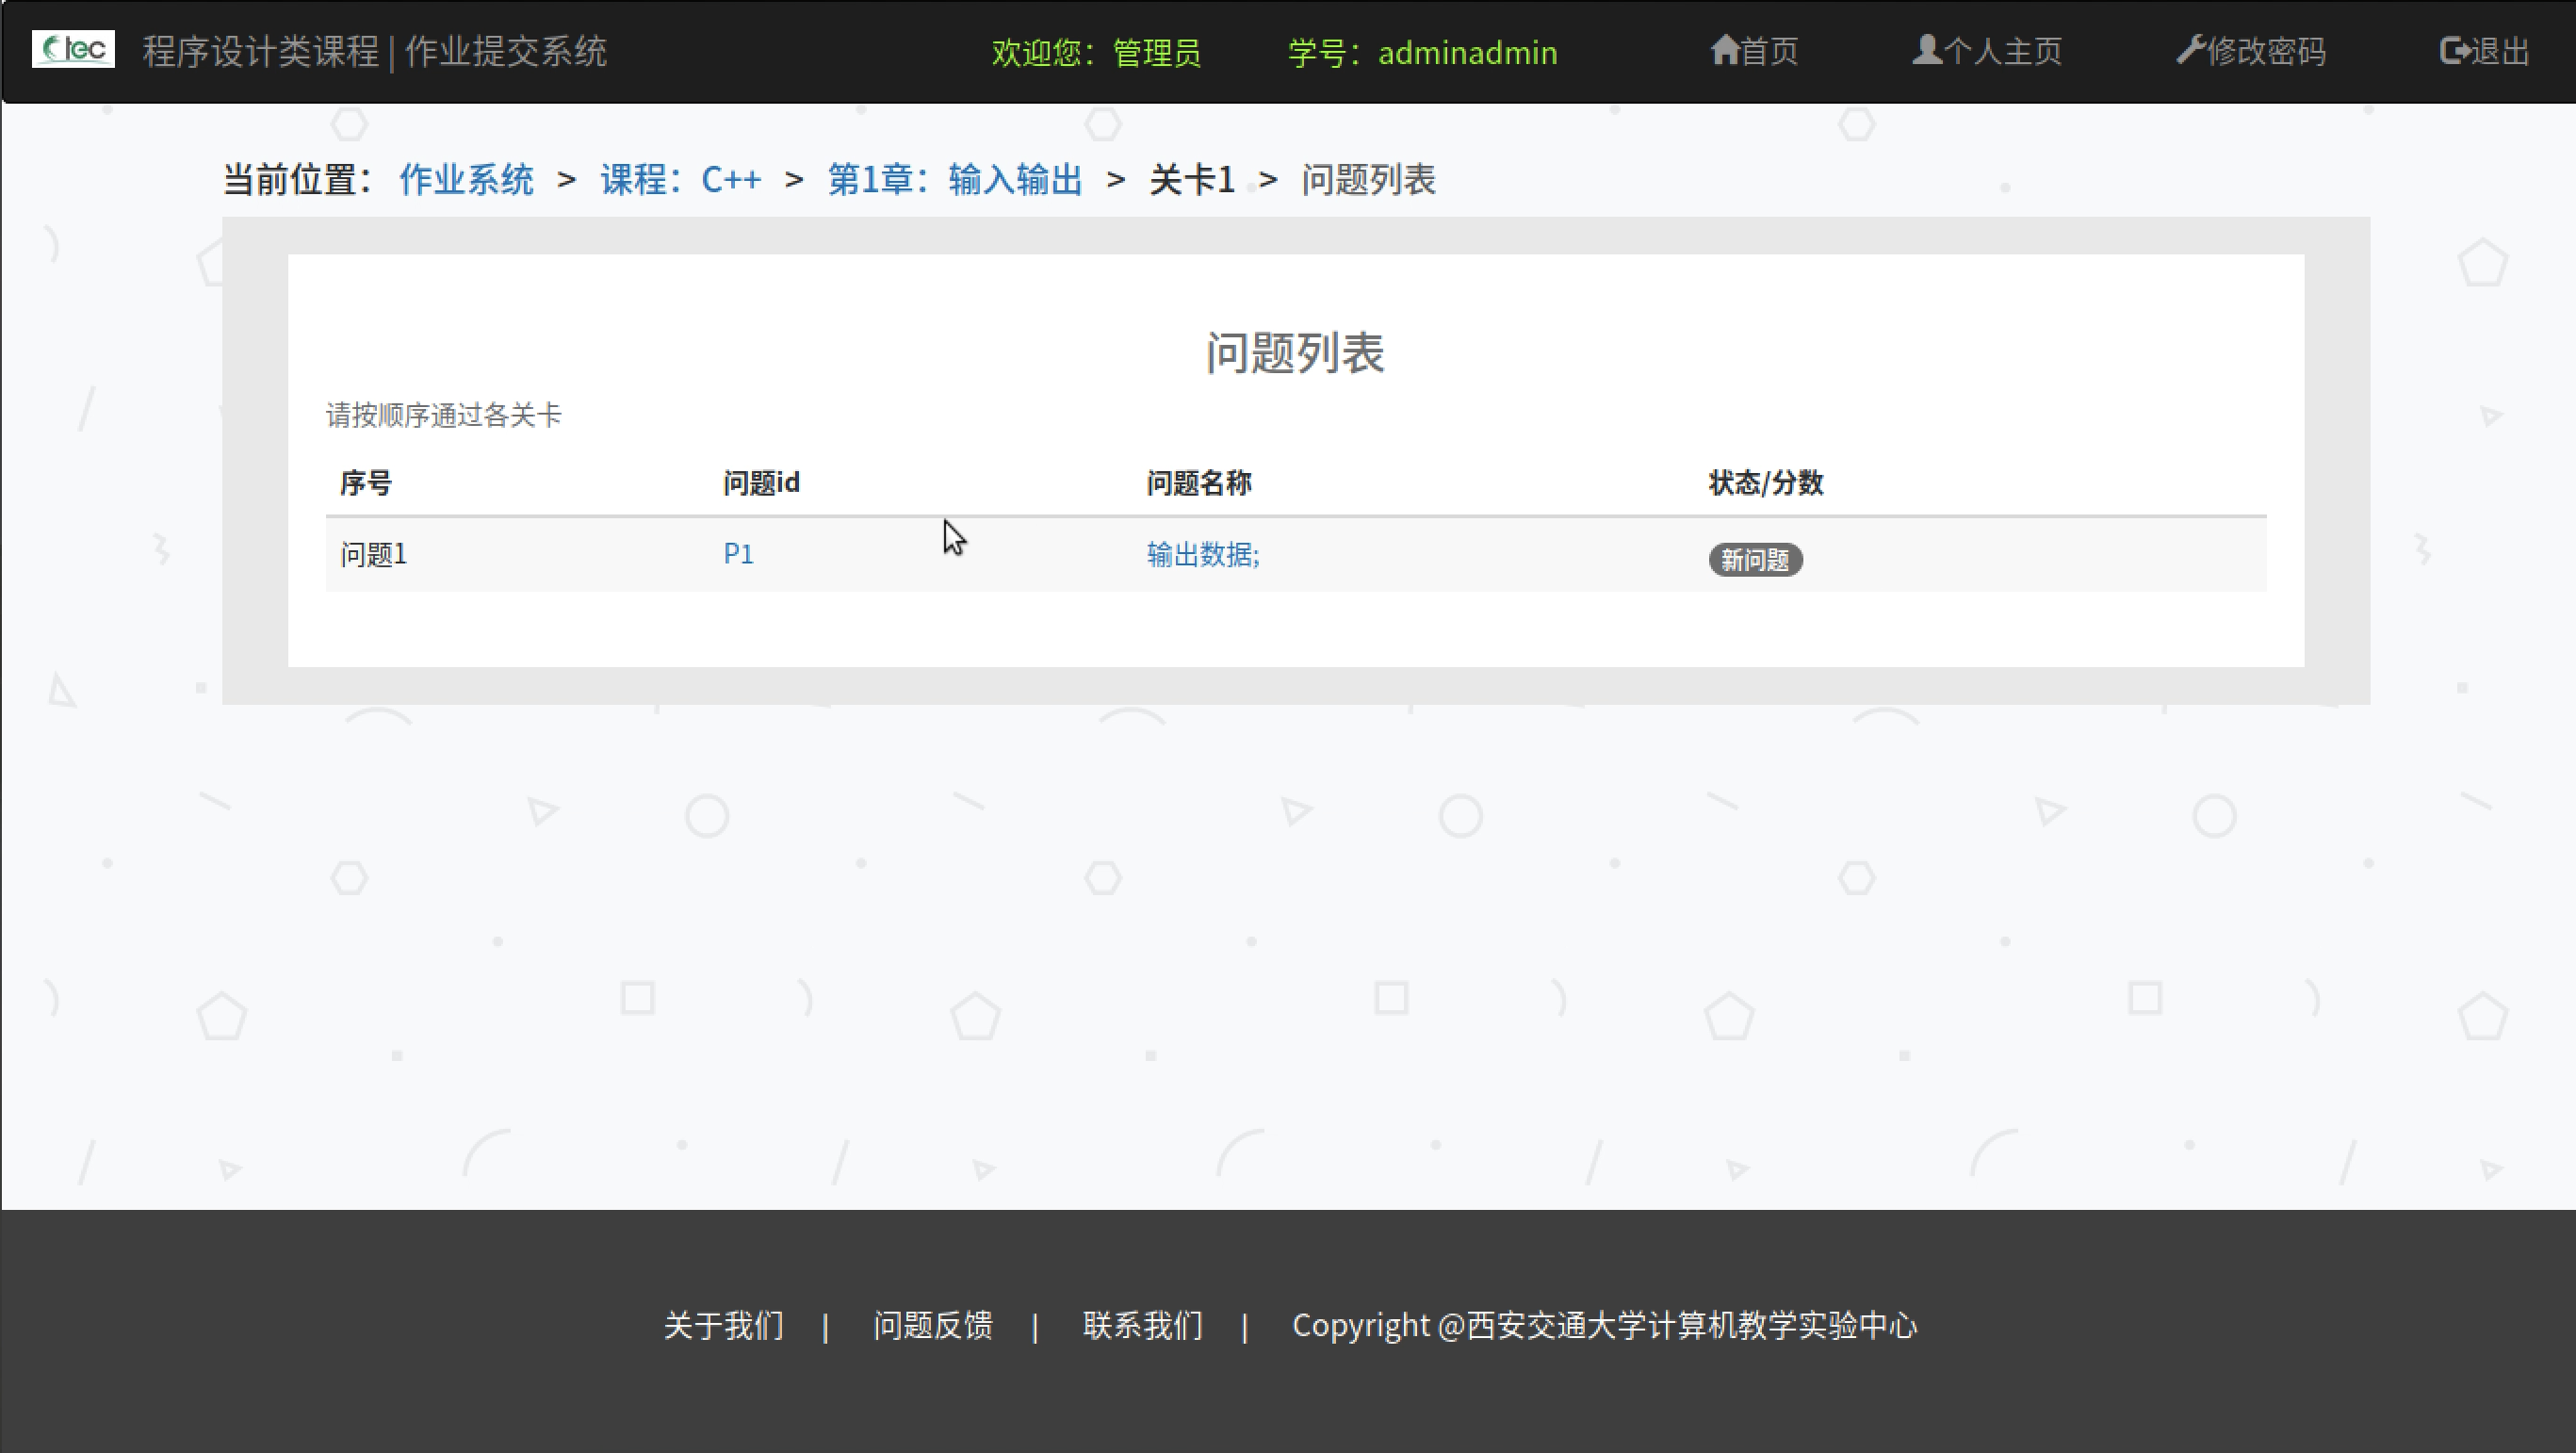 Ctec 程序设计类课程 | 作业提交系统 欢迎您：管理员 学号：adminadmin 首页 个人主页 修改密码 退出
当前位置： 作业系统 > 课程：C++ > 第1章：输入输出 > 关卡1 > 问题列表
问题列表
请按顺序通过各关卡
序号 问题id 问题名称 状态/分数
问题1 P1 输出数据; 新问题
关于我们 | 问题反馈 | 联系我们 | Copyright @西安交通大学计算机教学实验中心